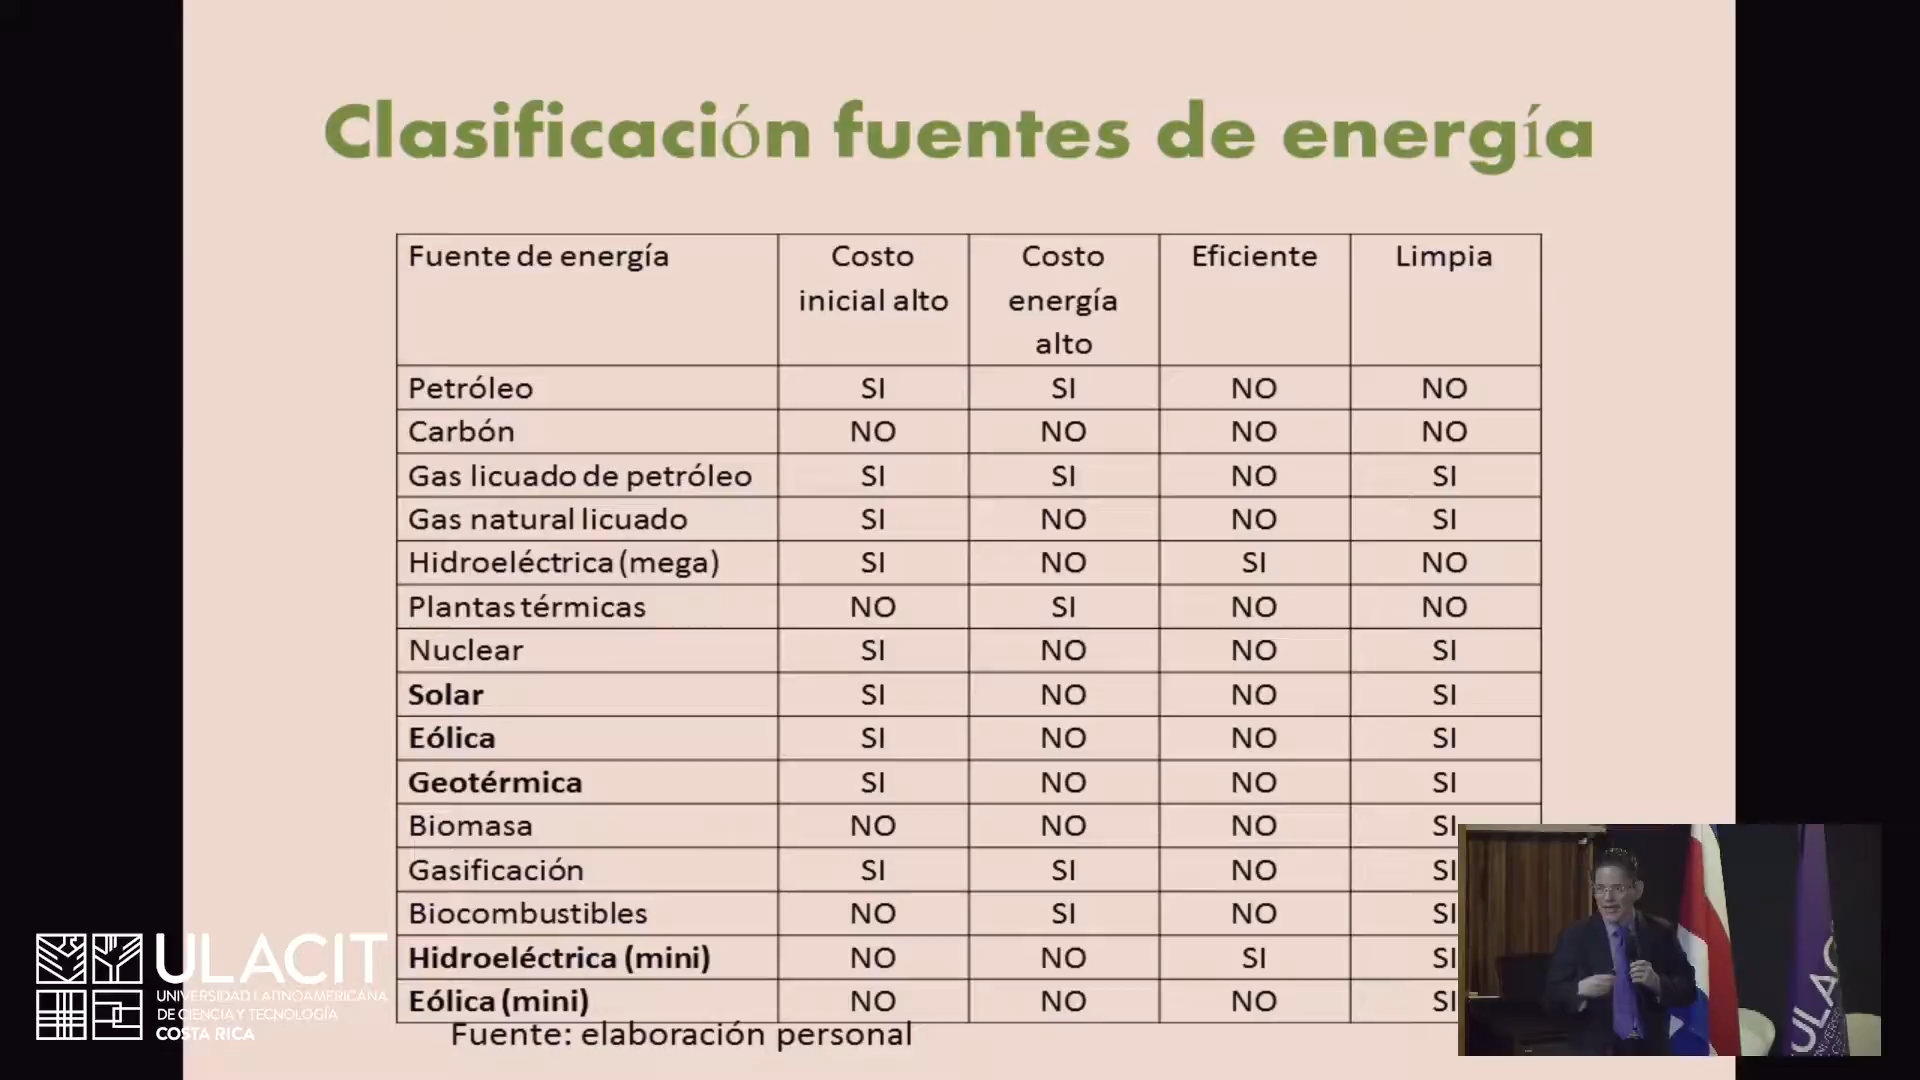 Clasificación fuentes de energía
Fuente de energía Costo inicial alto Costo energía alto Eficiente Limpia
Petróleo SI SI NO NO
Carbón NO NO NO NO
Gas licuado de petróleo SI SI NO SI
Gas natural licuado SI NO NO SI
Hidroeléctrica (mega) SI NO SI NO
Plantas térmicas NO SI NO NO
Nuclear SI NO NO SI
Solar SI NO NO SI
Eólica SI NO NO SI
Geotérmica SI NO NO SI
Biomasa NO NO NO SI
Gasificación SI SI NO SI
Biocombustibles NO SI NO SI
Hidroeléctrica (mini) NO NO SI SI
Eólica (mini) NO NO NO SI
Fuente: elaboración personal
ULACIT
UNIVERSIDAD LATINOAMERICANA
DE CIENCIA Y TECNOLOGÍA
COSTA RICA